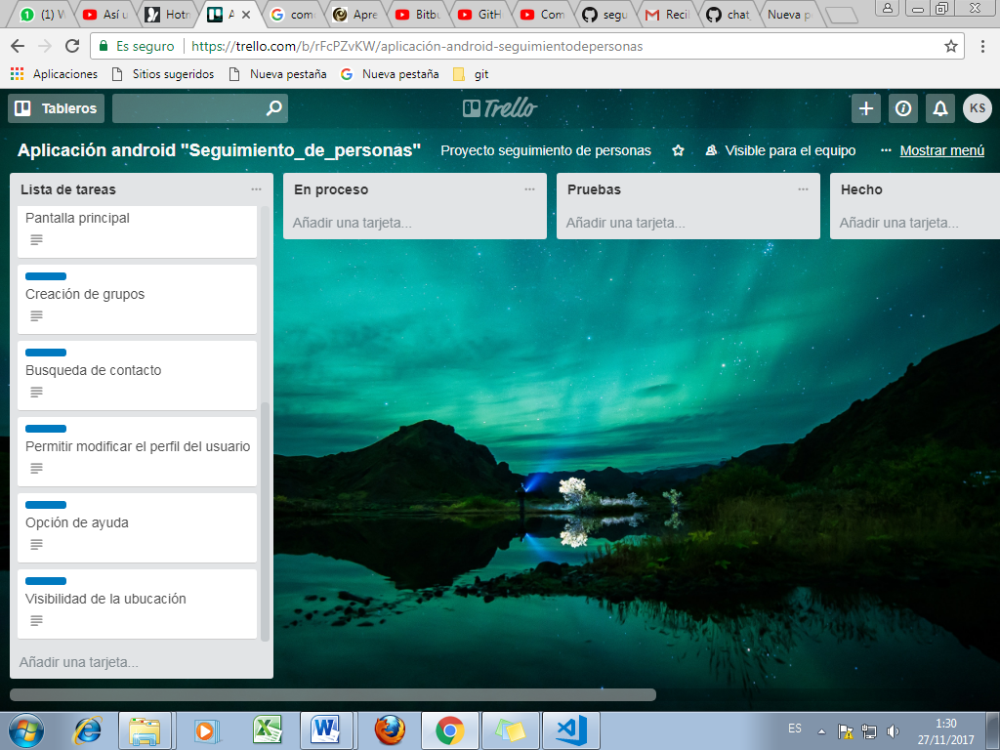 (1) W
Así u
Hotm
A
com
Apre
Bitbu
GitH
Com
segu
Reci
chat_
Nueva p
Es seguro
https://trello.com/b/rFcPZvKW/aplicación-android-seguimientodepersonas
Aplicaciones
Sitios sugeridos
Nueva pestaña
Nueva pestaña
git
Tableros
Trello
KS
Aplicación android "Seguimiento_de_personas"
Proyecto seguimiento de personas
Visible para el equipo
Mostrar menú
Lista de tareas
En proceso
Pruebas
Hecho
Pantalla principal
Añadir una tarjeta...
Añadir una tarjeta...
Añadir una tarjeta...
Creación de grupos
Busqueda de contacto
Permitir modificar el perfil del usuario
Opción de ayuda
Visibilidad de la ubucación
Añadir una tarjeta...
ES
1:30
27/11/2017